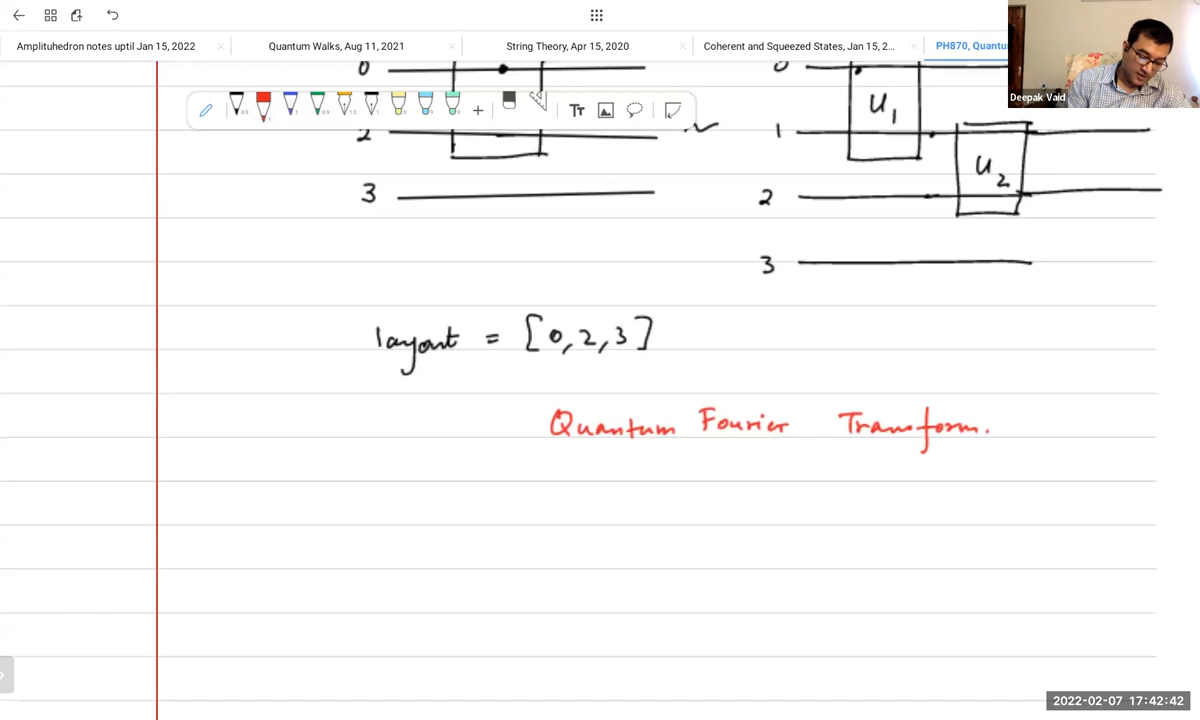 Amplituhedron notes uptil Jan 15, 2022
Quantum Walks, Aug 11, 2021
String Theory, Apr 15, 2020
Coherent and Squeezed States, Jan 15, 2...
PH870, Quantu
Deepak Vaid
0
U1
Tт
2
1
U2
3
2
3
layout = [0,2,3]
Quantum Fourier Transform.
2022-02-07 17:42:42